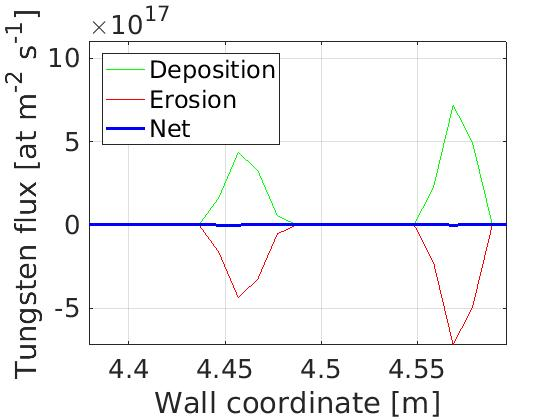 ×10^17
Tungsten flux [at m^-2 s^-1]
10
5
0
-5
Deposition
Erosion
Net
4.4 4.45 4.5 4.55
Wall coordinate [m]